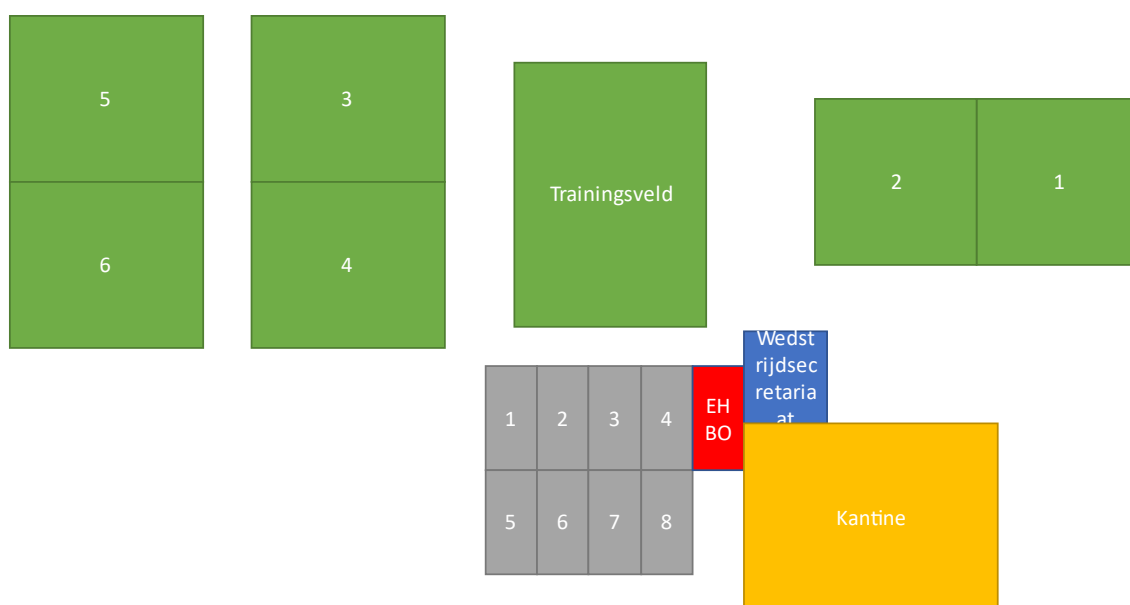 5
3
Trainingsveld
2
1
6
4
Wedst
rijdsec
retaria
at
1
2
3
4
EH
BO
5
6
7
8
Kantine